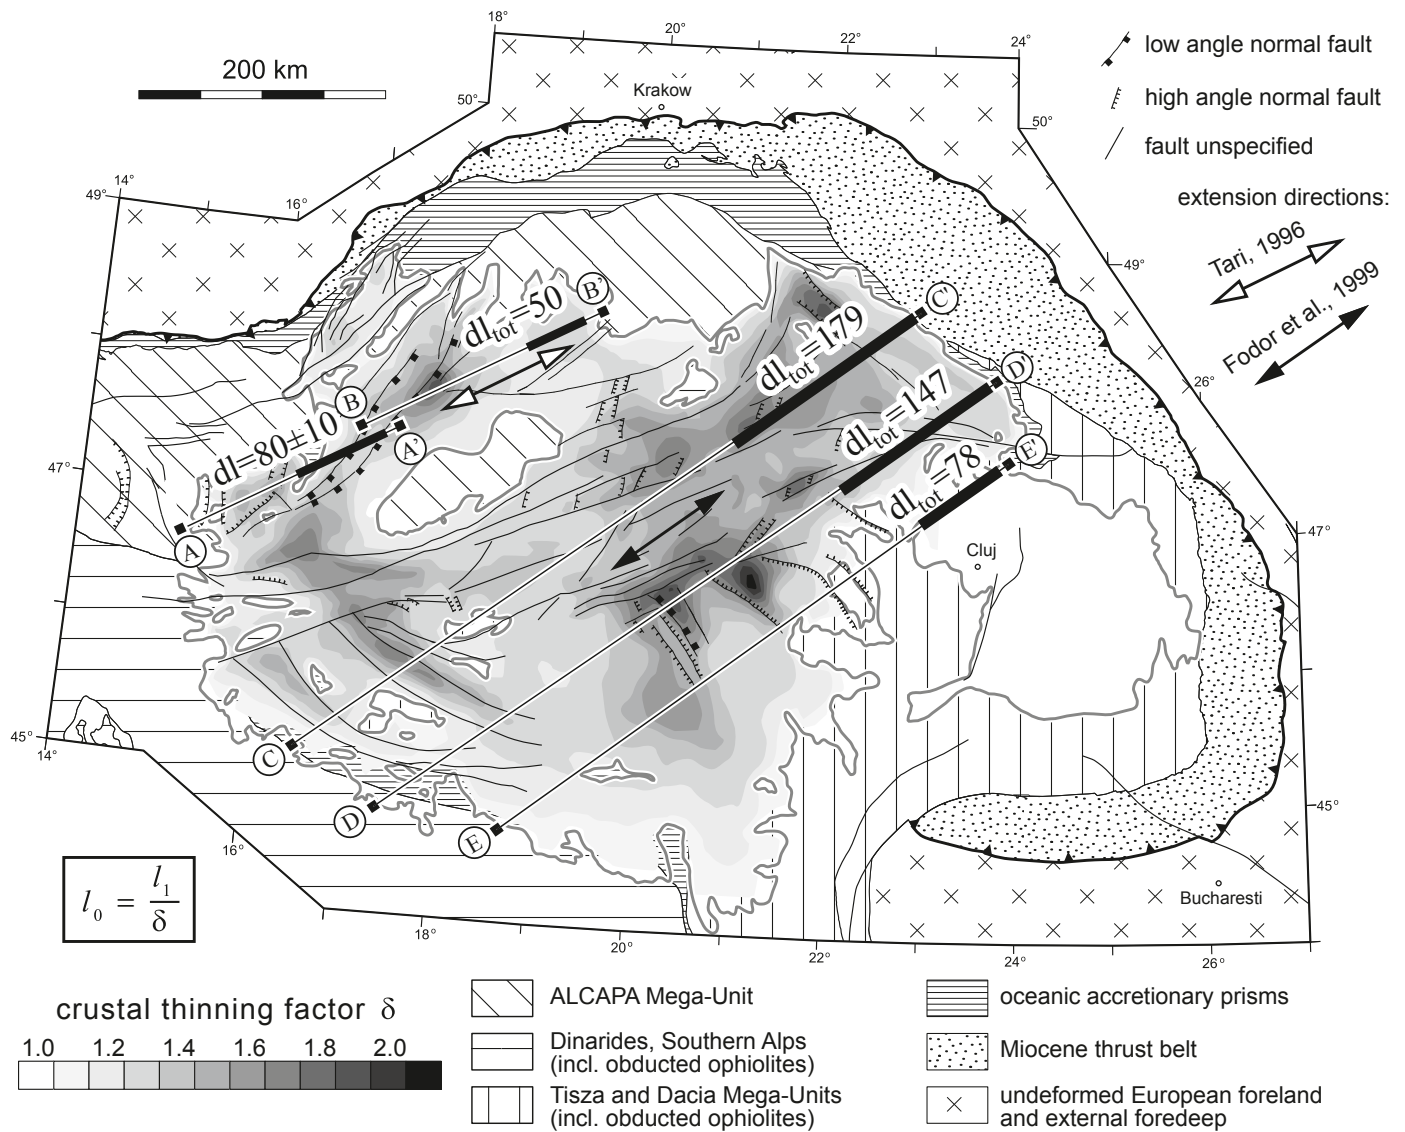 18°
20°
22°
24°
low angle normal fault
200 km
high angle normal fault
50°
Krakow
50°
fault unspecified
49°
14°
16°
extension directions:
Tari, 1996
49°
Fodor et al., 1999
B'
C'
dltot=50
dltot=179
D'
26°
B
dltot=147
A'
E'
dl=80±10
dltot=78
47°
47°
A
Cluj
45°
14°
C
D
E
45°
16°
l0 = l1
δ
Bucharesti
18°
20°
22°
24°
26°
crustal thinning factor δ
1.0 1.2 1.4 1.6 1.8 2.0
ALCAPA Mega-Unit
Dinarides, Southern Alps
(incl. obducted ophiolites)
Tisza and Dacia Mega-Units
(incl. obducted ophiolites)
oceanic accretionary prisms
Miocene thrust belt
undeformed European foreland
and external foredeep